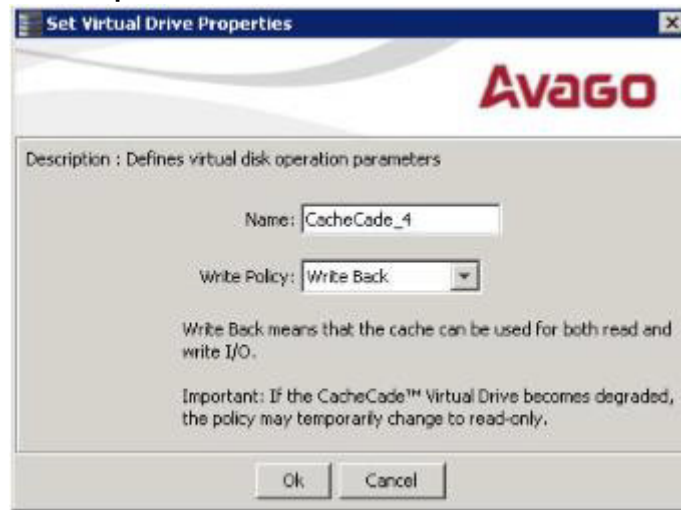 Set Virtual Drive Properties
Avago
Description : Defines virtual disk operation parameters
Name: CacheCade_4
Write Policy: Write Back
Write Back means that the cache can be used for both read and
write I/O.
Important: If the CacheCade™ Virtual Drive becomes degraded,
the policy may temporarily change to read-only.
Ok Cancel